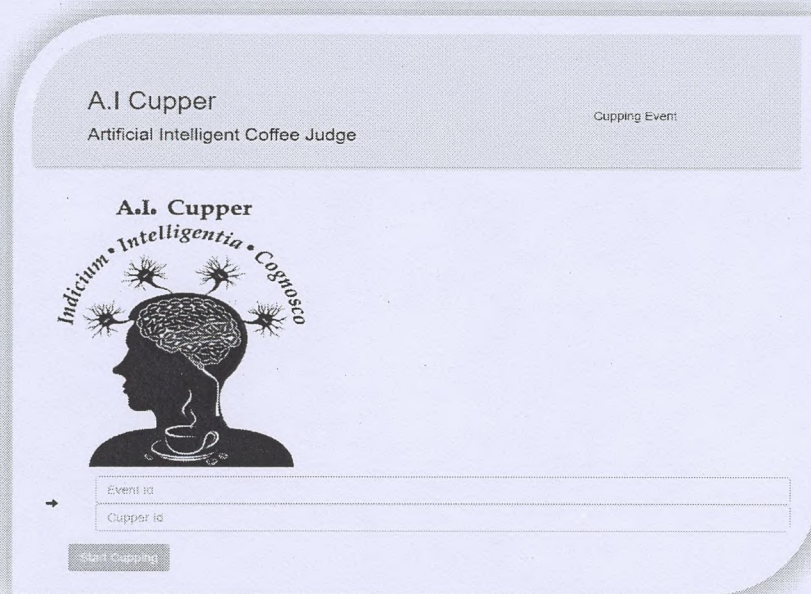 A.I Cupper
Artificial Intelligent Coffee Judge
Cupping Event
A.I. Cupper
Indicium • Intelligentia • Cognosco
Event id
Cupper id
Start Cupping